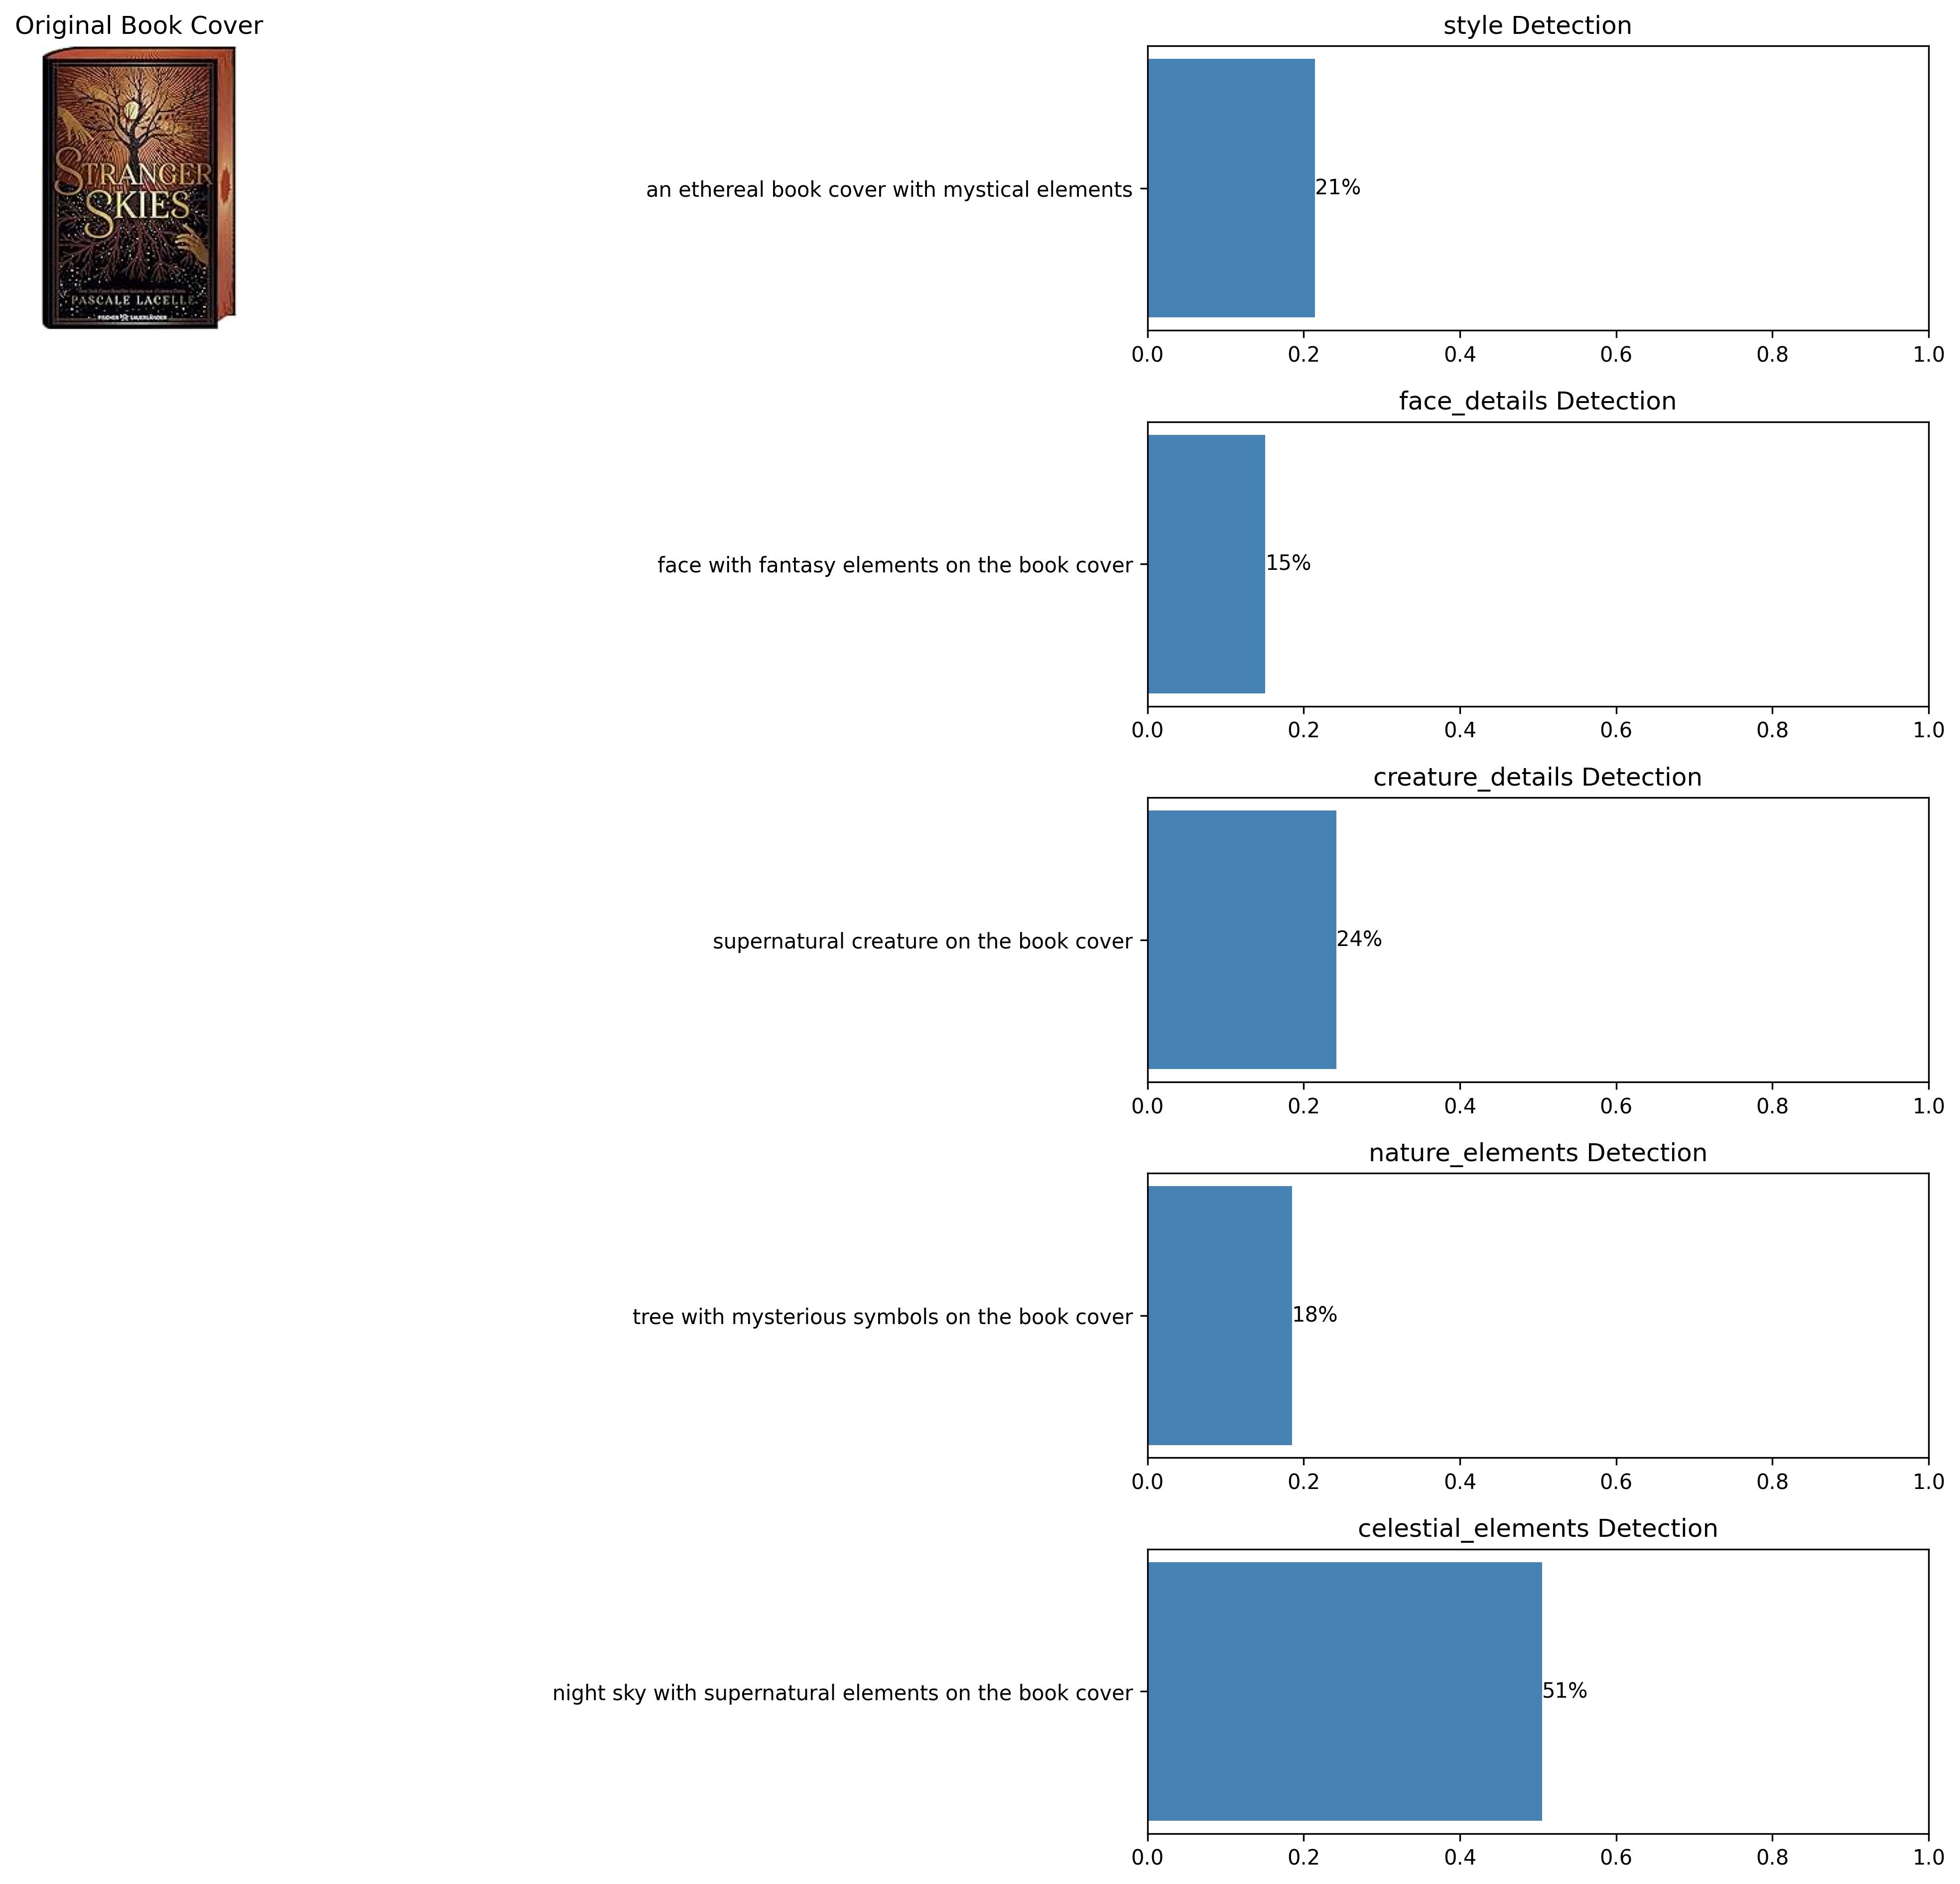 Original Book Cover
STRANGER
SKIES
PASCALE LACELLE
FISCHER SAUERLÄNDER
style Detection
an ethereal book cover with mystical elements
21%
0.0 0.2 0.4 0.6 0.8 1.0
face_details Detection
face with fantasy elements on the book cover
15%
0.0 0.2 0.4 0.6 0.8 1.0
creature_details Detection
supernatural creature on the book cover
24%
0.0 0.2 0.4 0.6 0.8 1.0
nature_elements Detection
tree with mysterious symbols on the book cover
18%
0.0 0.2 0.4 0.6 0.8 1.0
celestial_elements Detection
night sky with supernatural elements on the book cover
51%
0.0 0.2 0.4 0.6 0.8 1.0